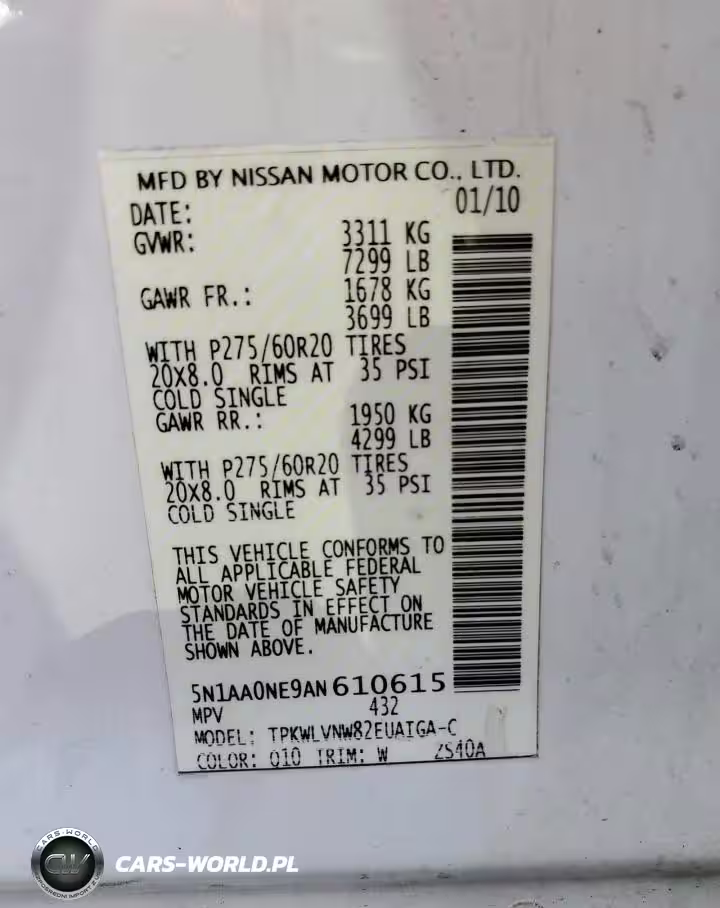 MFD BY NISSAN MOTOR CO., LTD.
DATE: 01/10
GVWR: 3311 KG
7299 LB
GAWR FR.: 1678 KG
3699 LB
WITH P275/60R20 TIRES
20X8.0 RIMS AT 35 PSI
COLD SINGLE
GAWR RR.: 1950 KG
4299 LB
WITH P275/60R20 TIRES
20X8.0 RIMS AT 35 PSI
COLD SINGLE
THIS VEHICLE CONFORMS TO
ALL APPLICABLE FEDERAL
MOTOR VEHICLE SAFETY
STANDARDS IN EFFECT ON
THE DATE OF MANUFACTURE
SHOWN ABOVE.
5N1AA0NE9AN610615
MPV 432
MODEL: TPKWLVNW82EUAIGA-C
COLOR: Q10 TRIM: W ZS40A
CARS-WORLD
CW
CARS-WORLD.PL